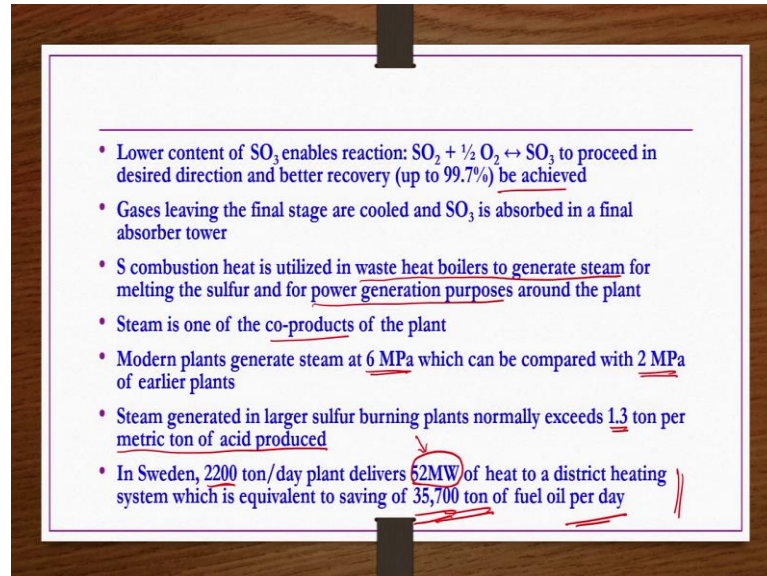 • Lower content of SO₃ enables reaction: SO₂ + ½ O₂ ↔ SO₃ to proceed in
desired direction and better recovery (up to 99.7%) be achieved
• Gases leaving the final stage are cooled and SO₃ is absorbed in a final
absorber tower
• S combustion heat is utilized in waste heat boilers to generate steam for
melting the sulfur and for power generation purposes around the plant
• Steam is one of the co-products of the plant
• Modern plants generate steam at 6 MPa which can be compared with 2 MPa
of earlier plants
• Steam generated in larger sulfur burning plants normally exceeds 1.3 ton per
metric ton of acid produced
• In Sweden, 2200 ton/day plant delivers 52MW of heat to a district heating
system which is equivalent to saving of 35,700 ton of fuel oil per day